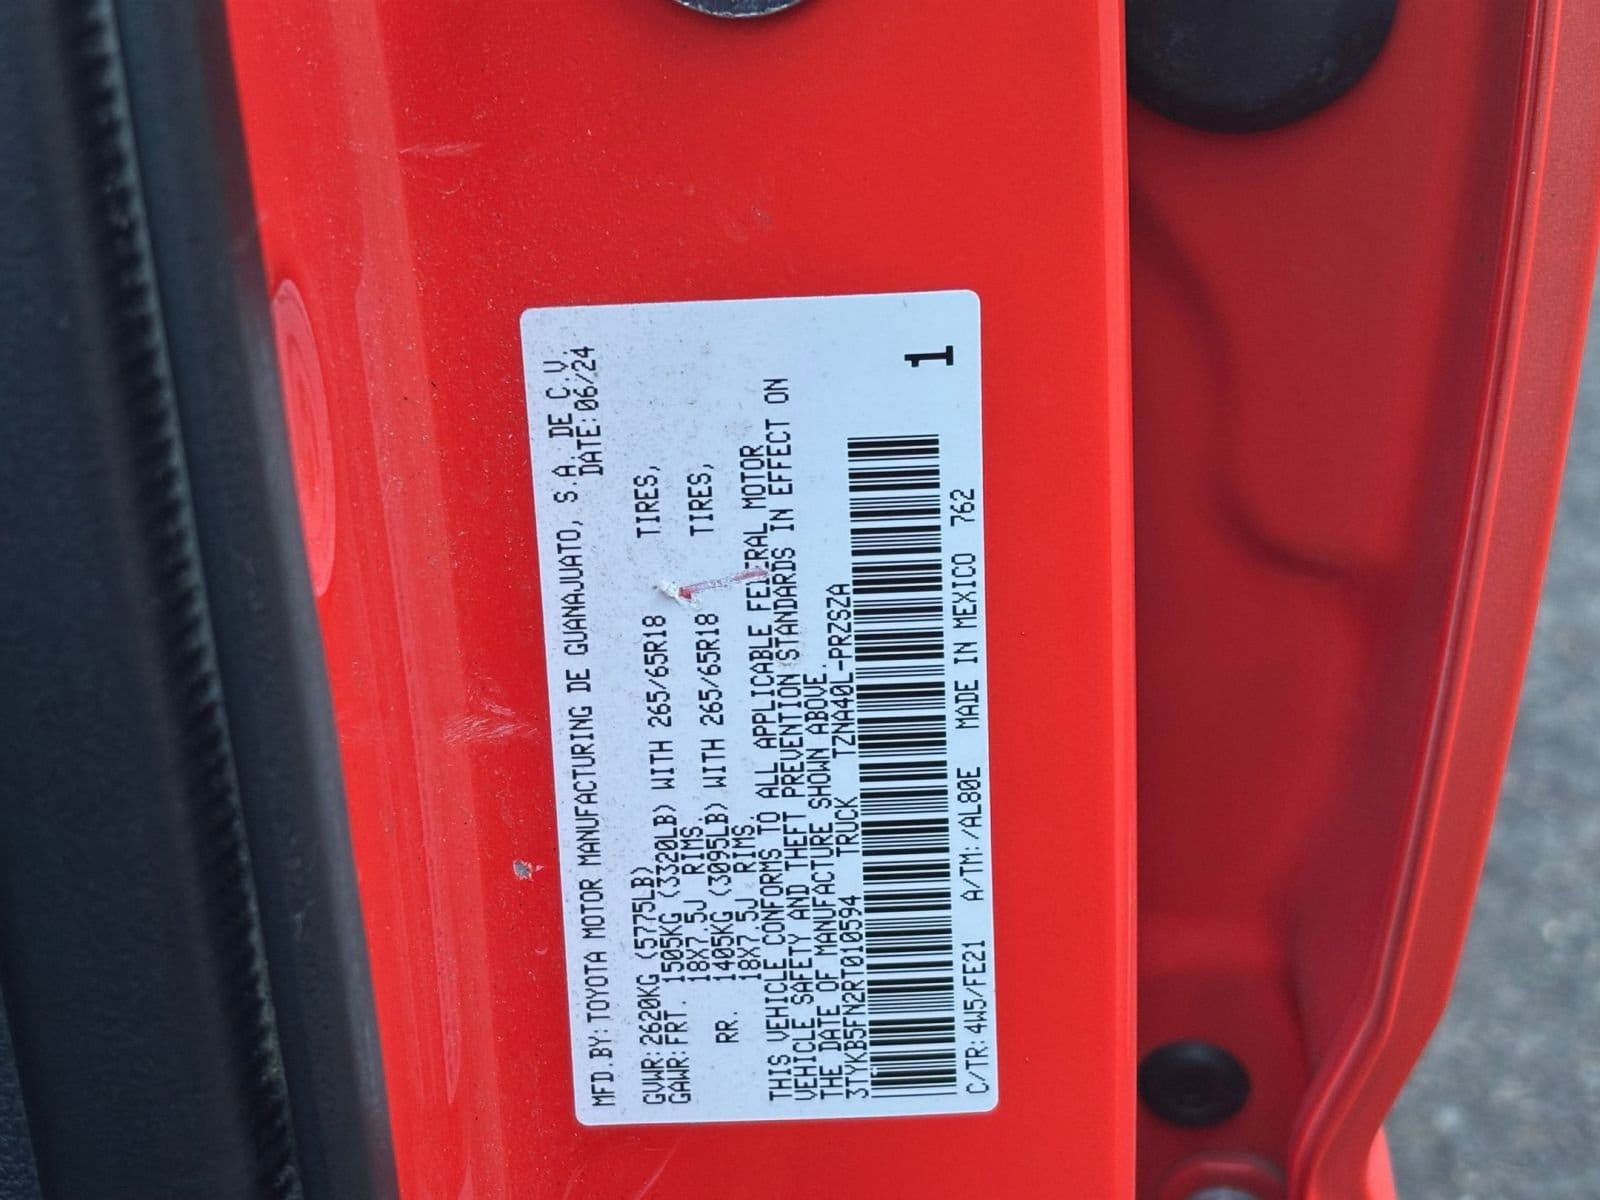 MFD.BY:TOYOTA MOTOR MANUFACTURING DE GUANAJUATO, S.A. DE C.V.
DATE:06/24
GVWR:2620KG (5775LB)
GAWR:FRT. 1505KG (3320LB) WITH 265/65R18 TIRES,
18X7.5J RIMS.
RR. 1405KG (3095LB) WITH 265/65R18 TIRES,
18X7.5J RIMS.
THIS VEHICLE CONFORMS TO ALL APPLICABLE FEDERAL MOTOR
VEHICLE SAFETY AND THEFT PREVENTION STANDARDS IN EFFECT ON
THE DATE OF MANUFACTURE SHOWN ABOVE.
3TYKB5FN2RT010594 TRUCK TZNA40L-PRZSZA
1
C/TR:4W5/FE21 A/TM:/AL80E MADE IN MEXICO 762